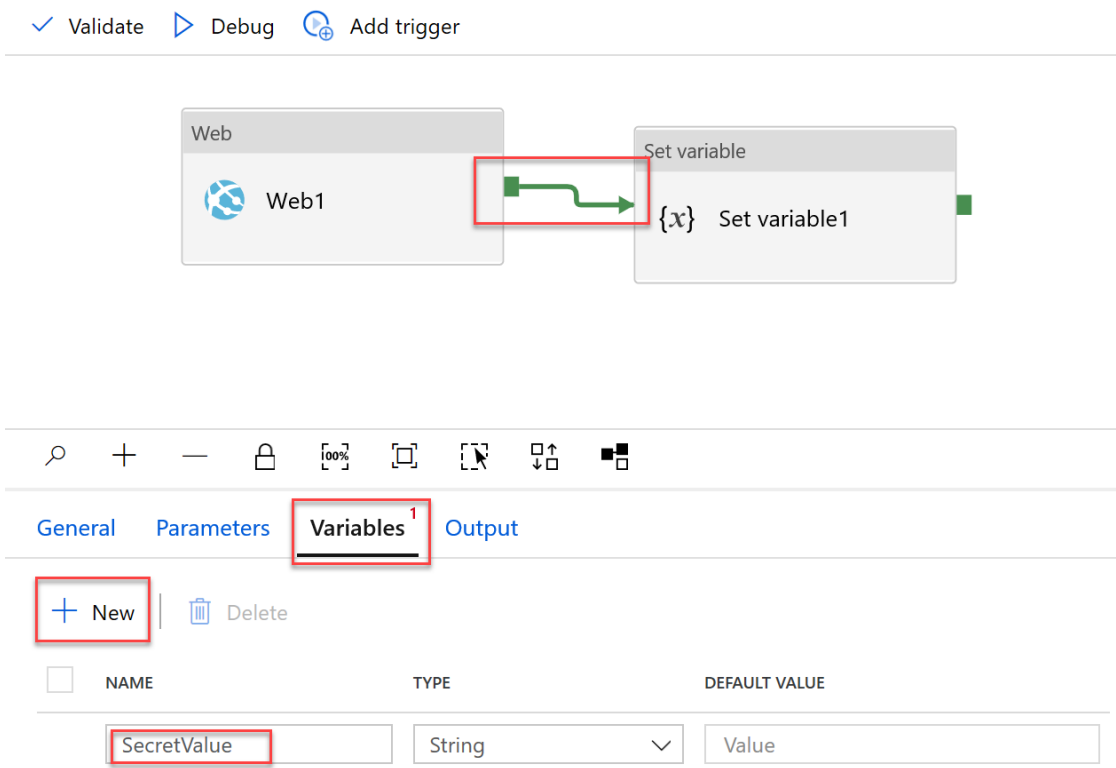 Validate Debug Add trigger
Web
Set variable
Web1
{x} Set variable1
100%
General Parameters Variables 1 Output
New Delete
NAME TYPE DEFAULT VALUE
SecretValue String Value